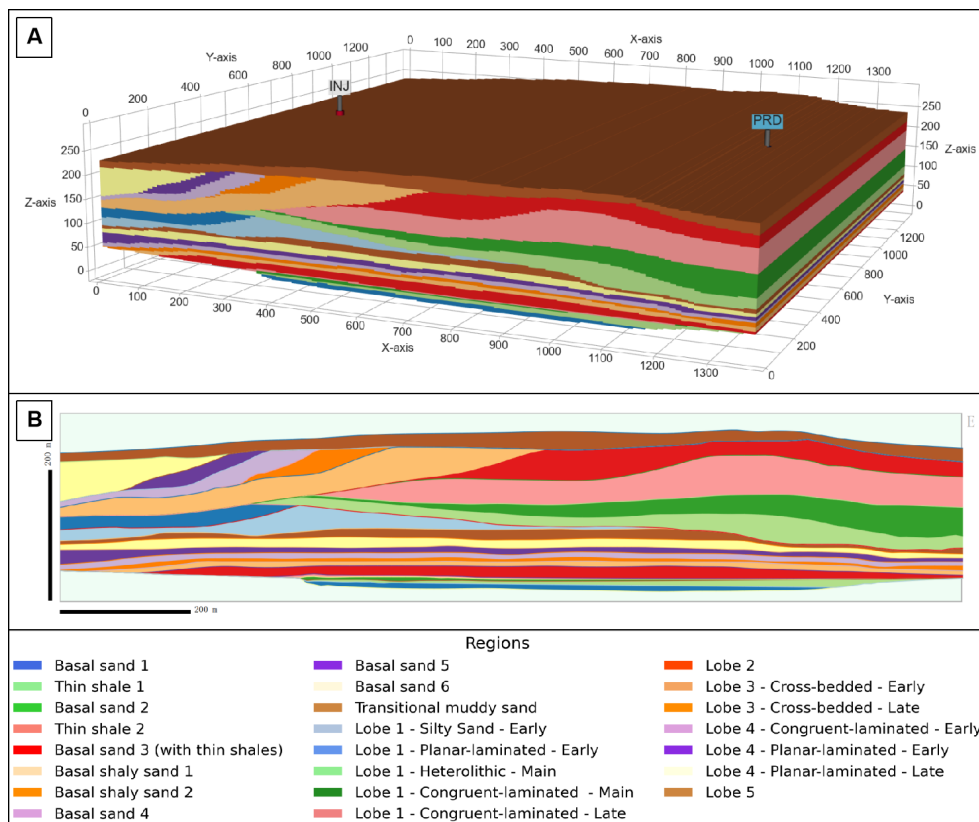 A
X-axis
0 100 200 300 400 500 600 700 800 900 1000 1100 1200 1300
Y-axis
0 200 400 600 800 1000 1200
INJ
PRD
Z-axis
250
200
150
100
50
0
Z-axis
250
200
150
100
50
0
0 100 200 300 400 500 600 700 800 900 1000 1100 1200 1300
X-axis
0 200 400 600 800 1000 1200
Y-axis
B
E
200 m
200 m
Regions
Basal sand 1
Thin shale 1
Basal sand 2
Thin shale 2
Basal sand 3 (with thin shales)
Basal shaly sand 1
Basal shaly sand 2
Basal sand 4
Basal sand 5
Basal sand 6
Transitional muddy sand
Lobe 1 - Silty Sand - Early
Lobe 1 - Planar-laminated - Early
Lobe 1 - Heterolithic - Main
Lobe 1 - Congruent-laminated - Main
Lobe 1 - Congruent-laminated - Late
Lobe 2
Lobe 3 - Cross-bedded - Early
Lobe 3 - Cross-bedded - Late
Lobe 4 - Congruent-laminated - Early
Lobe 4 - Planar-laminated - Early
Lobe 4 - Planar-laminated - Late
Lobe 5